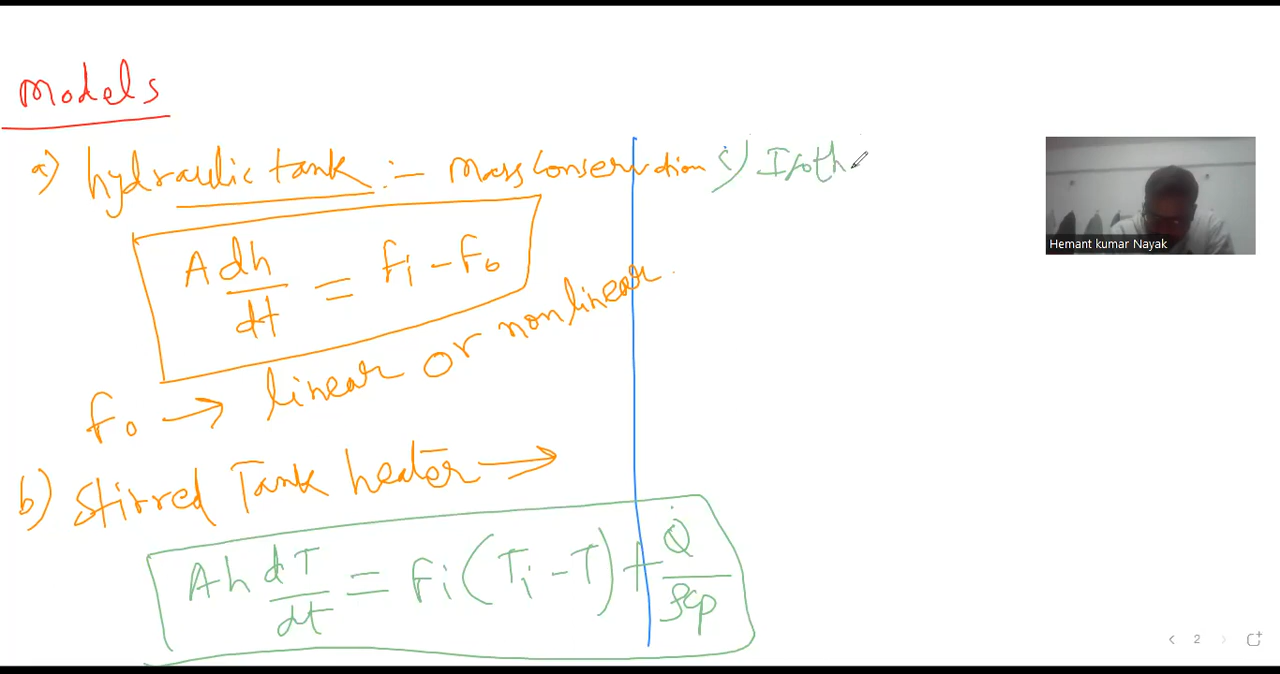 Models
a) hydraulic tank :- Mass Conservation
A dh/dt = Fi - Fo
Fo → linear or nonlinear.
b) Stirred Tank heater →
Ah dT/dt = Fi (Ti - T) + Q̇/ρcp
c) Isoth
Hemant kumar Nayak
< 2 >